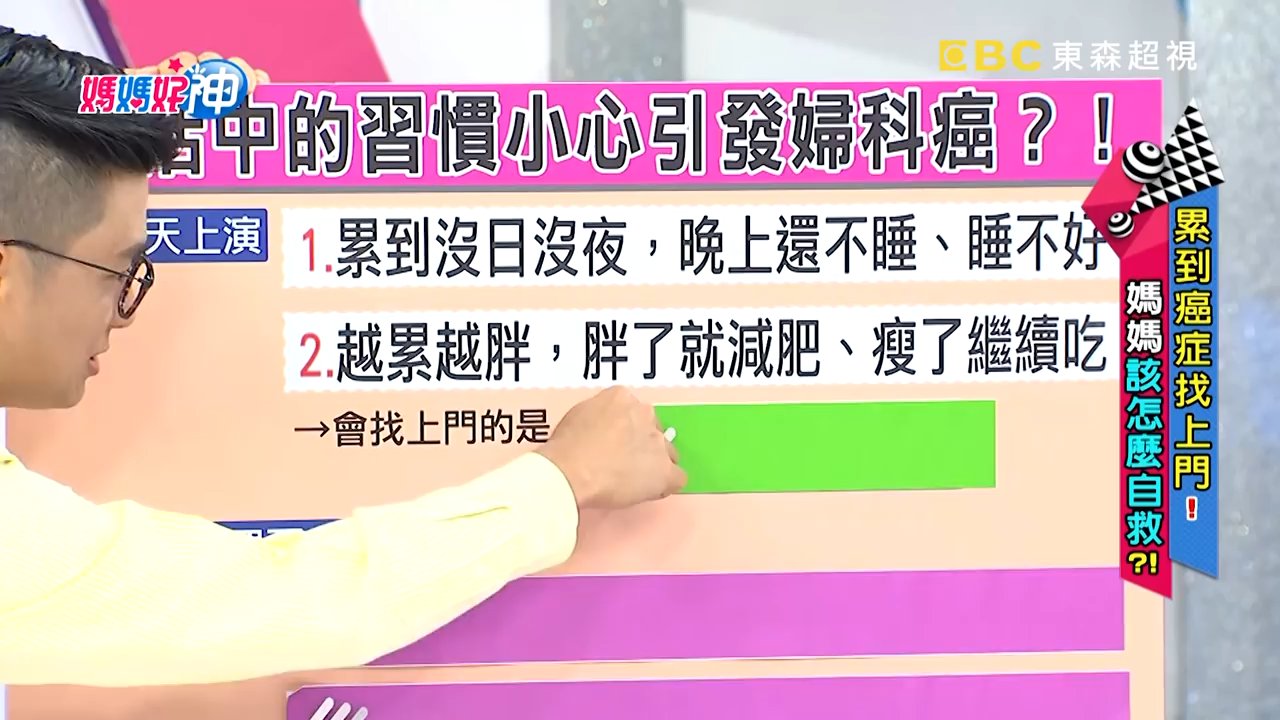 媽媽好神
EBC 東森超視
活中的習慣小心引發婦科癌？！
天上演
1.累到沒日沒夜，晚上還不睡、睡不好
2.越累越胖，胖了就減肥、瘦了繼續吃
→會找上門的是
累到癌症找上門！
媽媽該怎麼自救?!